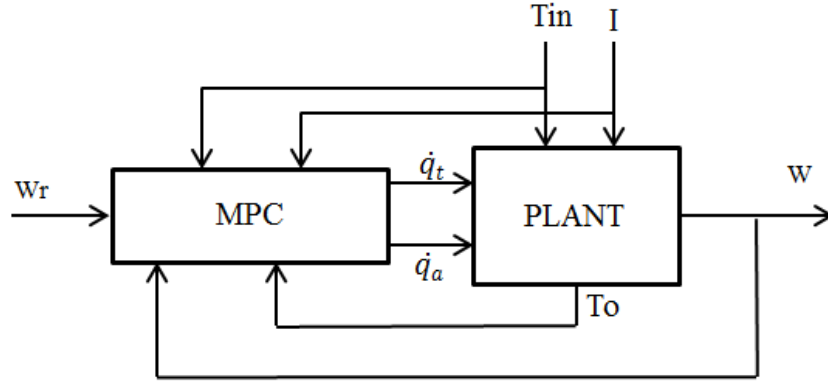 Tin I
Wr
MPC
q̇ₜ
q̇ₐ
PLANT
W
To